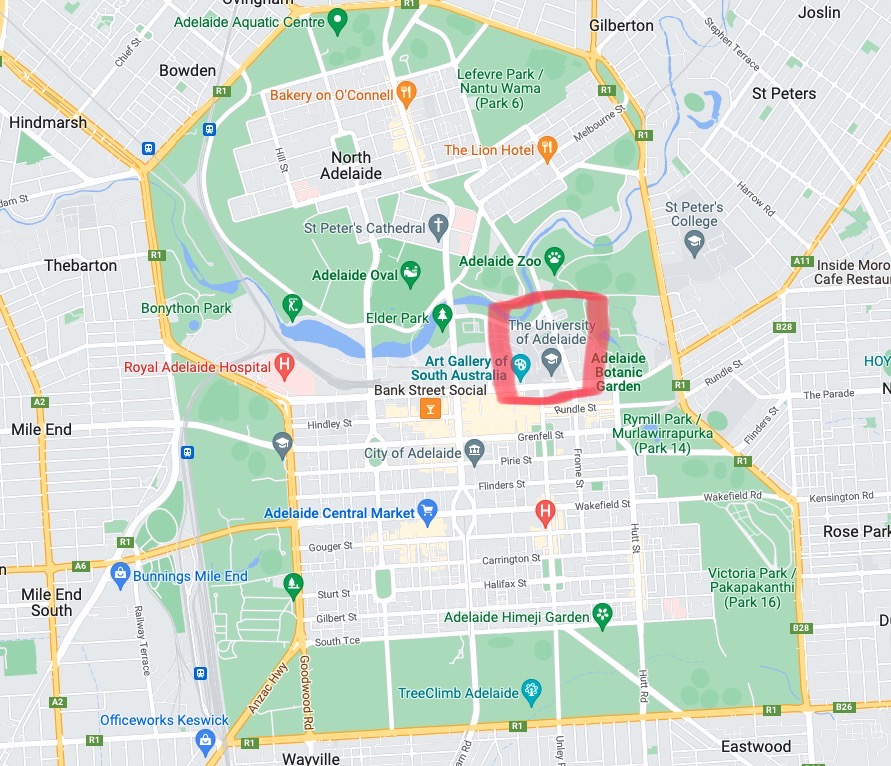 Ovingham
R1
Joslin
Adelaide Aquatic Centre
Gilberton
Chief St
Stephen Terrace
Bowden
Lefevre Park /
Nantu Wama
(Park 6)
R1
R1
Bakery on O'Connell
St Peters
Hindmarsh
Melbourne St
R1
The Lion Hotel
Hill St
North
Adelaide
dam St
Harrow Rd
St Peter's
College
St Peter's Cathedral
R1
Thebarton
Adelaide Zoo
A11
Adelaide Oval
Inside Moro
Cafe Restaur
Bonython Park
Elder Park
The University
of Adelaide
B28
Art Gallery of
South Australia
Adelaide
Botanic
Garden
R1
HOY
Royal Adelaide Hospital
H
Rundle St
Bank Street Social
N
The Parade
A2
Rundle St
Hindley St
Rymill Park /
Murlawirrapurka
(Park 14)
Flinders St
Mile End
Grenfell St
City of Adelaide
Pirie St
Frome St
R1
Flinders St
Wakefield Rd
Kensington Rd
Adelaide Central Market
H
Wakefield St
Hutt St
Rose Park
R1
Gouger St
Carrington St
A6
Bunnings Mile End
Halifax St
Victoria Park /
Pakapakanthi
(Park 16)
Mile End
South
Sturt St
Gilbert St
Adelaide Himeji Garden
B28
Railway Terrace
South Tce
Anzac Hwy
Goodwood Rd
Hutt Rd
A2
TreeClimb Adelaide
Officeworks Keswick
R1
B26
R1
R1
R1
Wayville
Eastwood